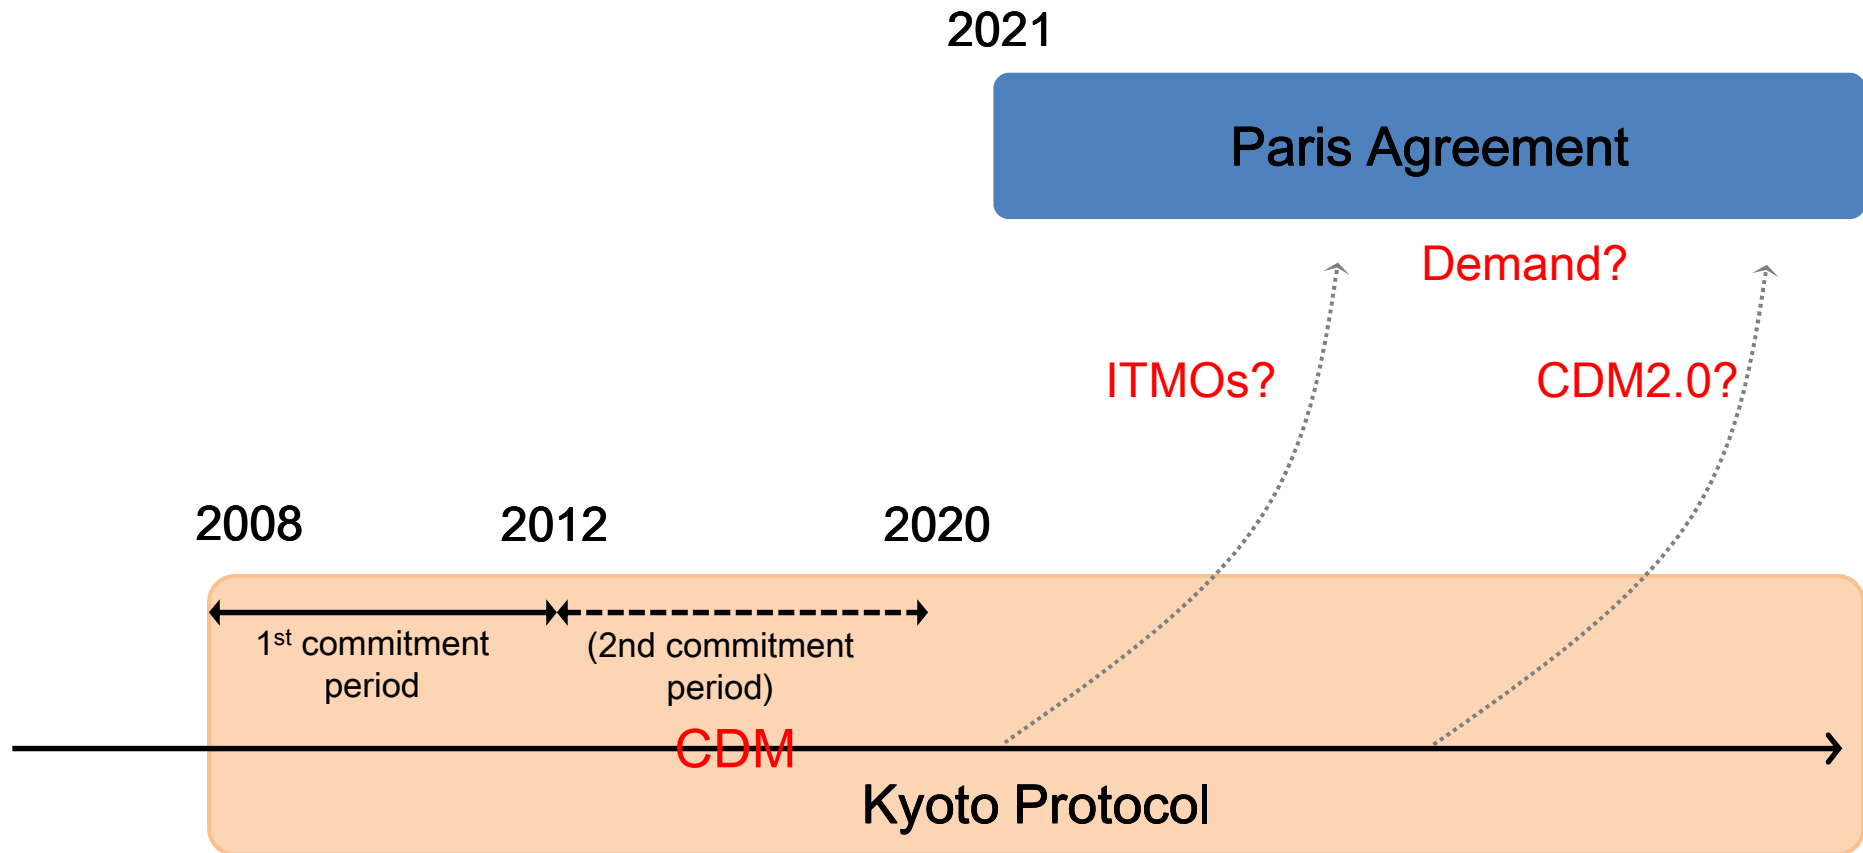 2021
Paris Agreement
Demand?
ITMOs?
CDM2.0?
2008
2012
2020
1st commitment
period
(2nd commitment
period)
CDM
Kyoto Protocol